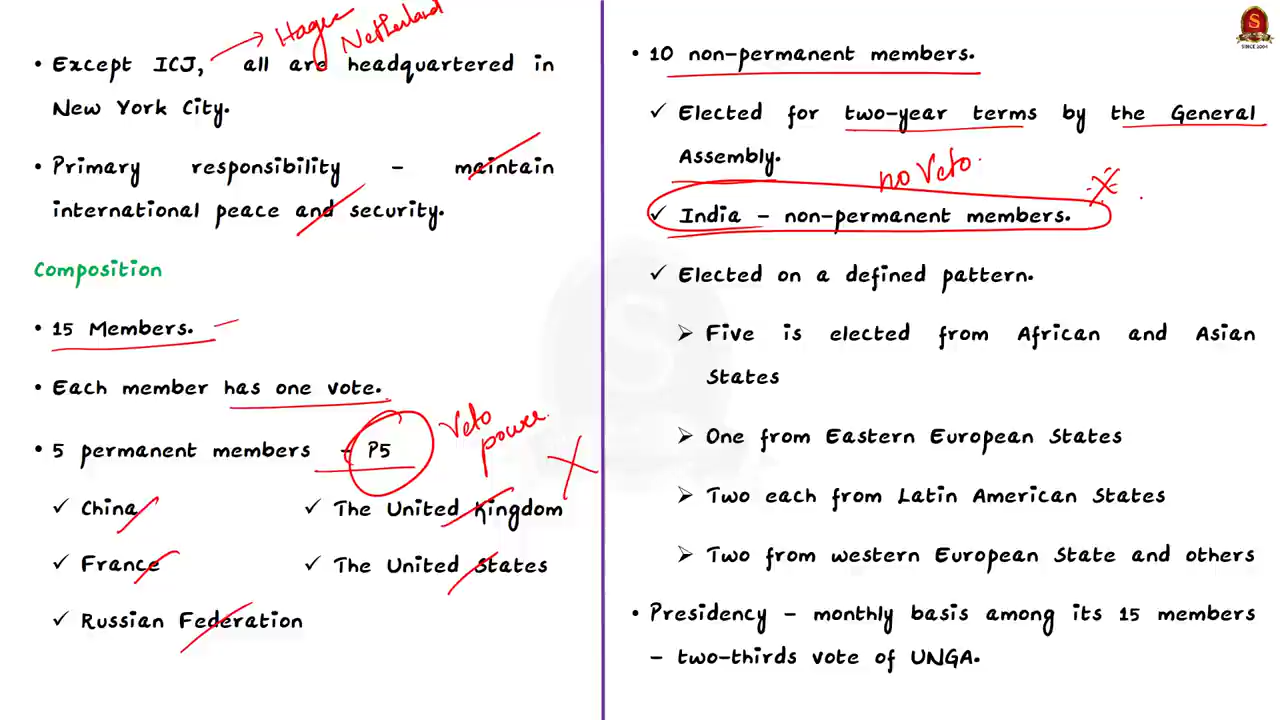 Hague
Netherland
• Except ICJ, all are headquartered in
New York City.
• Primary responsibility - maintain
international peace and security.
Composition
• 15 Members.
• Each member has one vote.
• 5 permanent members - P5
Veto
power
✓ China
✓ The United Kingdom
✓ France
✓ The United States
✓ Russian Federation
• 10 non-permanent members.
✓ Elected for two-year terms by the General
Assembly.
no Veto.
✓ India - non-permanent members.
✓ Elected on a defined pattern.
➢ Five is elected from African and Asian
States
➢ One from Eastern European States
➢ Two each from Latin American States
➢ Two from western European State and others
• Presidency - monthly basis among its 15 members
- two-thirds vote of UNGA.
S
SINCE 2004